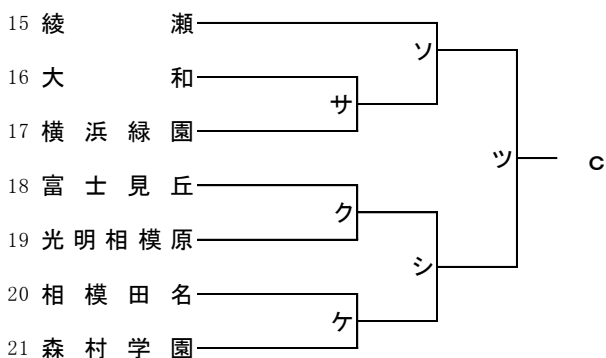 15 綾瀬
ソ
16 大和
サ
17 横浜緑園
ツ
C
18 富士見丘
ク
19 光明相模原
シ
20 相模田名
ケ
21 森村学園